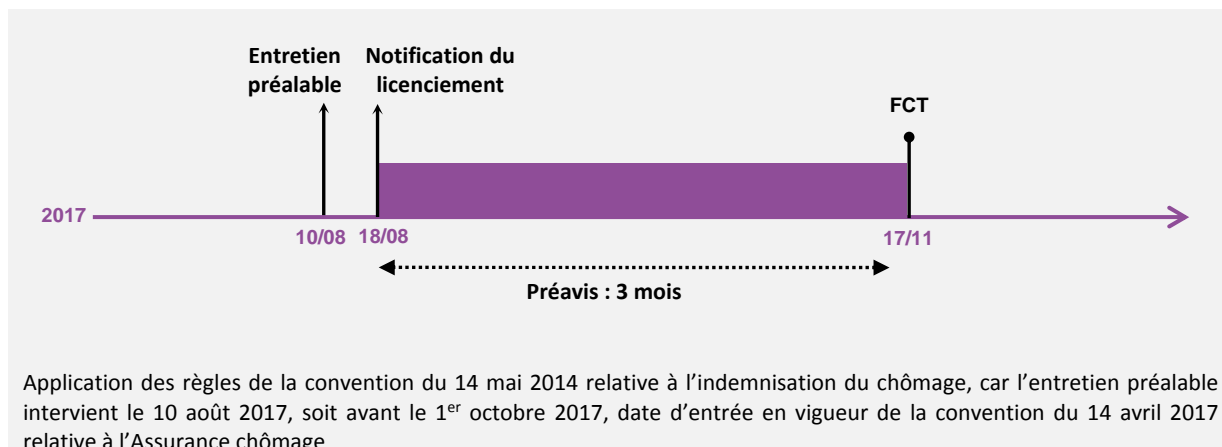 Entretien préalable
Notification du licenciement
FCT
2017
10/08
18/08
17/11
Préavis : 3 mois
Application des règles de la convention du 14 mai 2014 relative à l’indemnisation du chômage, car l’entretien préalable
intervient le 10 août 2017, soit avant le 1er octobre 2017, date d’entrée en vigueur de la convention du 14 avril 2017
relative à l’Assurance chômage